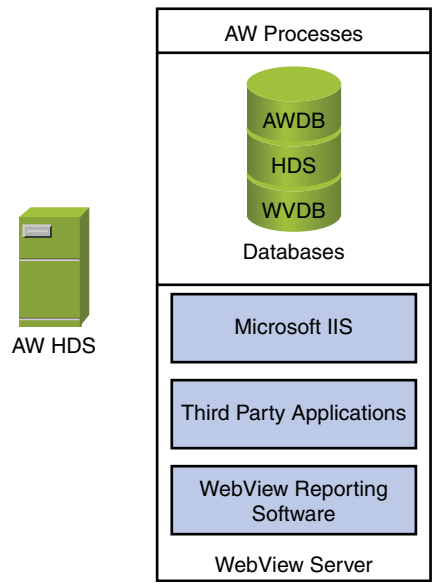 AW Processes
AWDB
HDS
WVDB
Databases
AW HDS
Microsoft IIS
Third Party Applications
WebView Reporting
Software
WebView Server